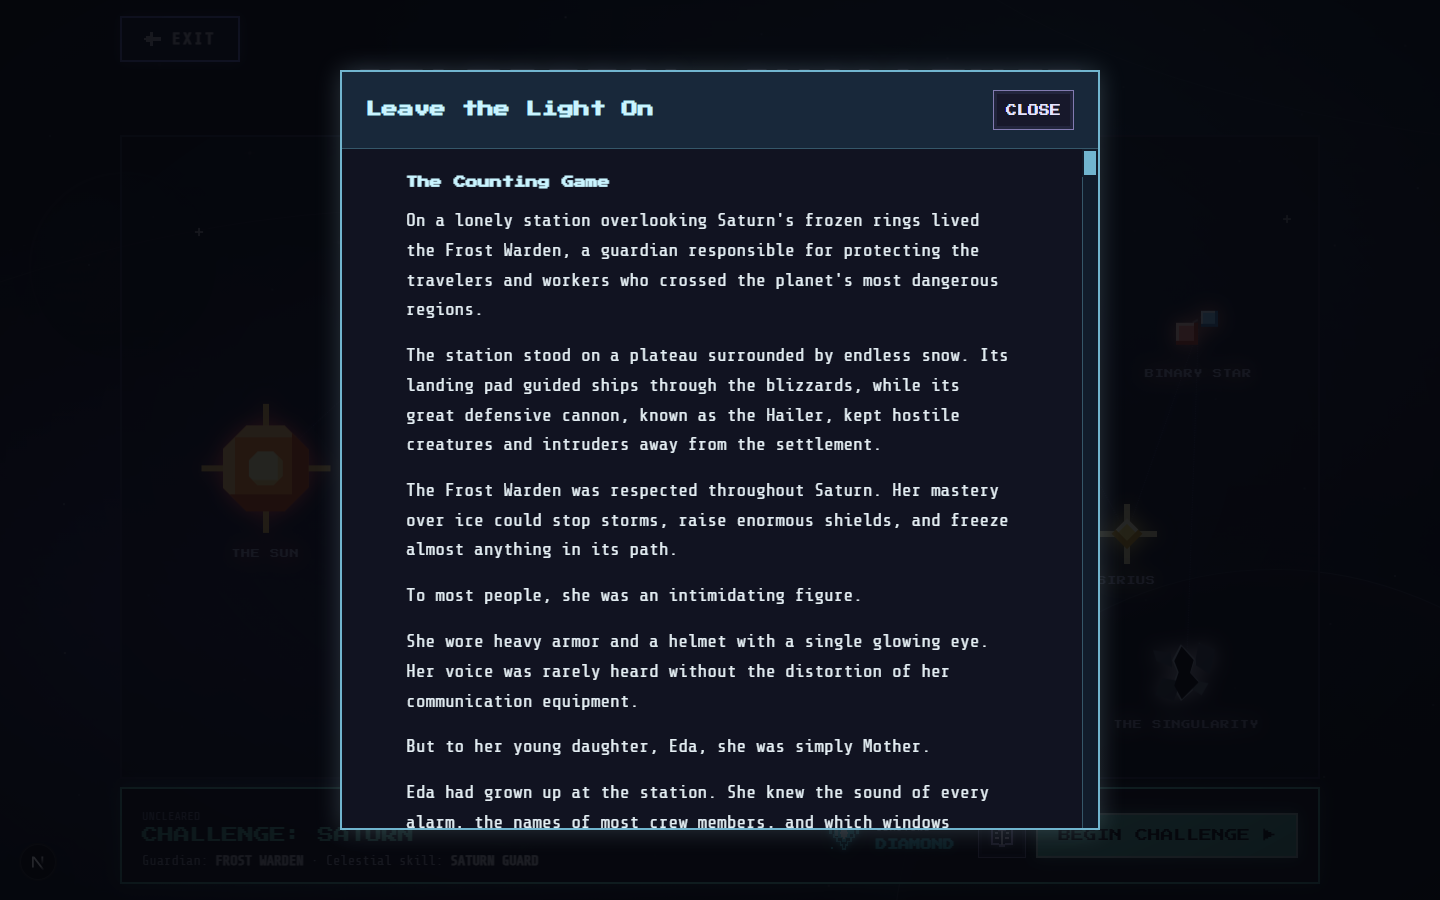 EXIT
Leave the Light On
CLOSE
The Counting Game
On a lonely station overlooking Saturn's frozen rings lived
the Frost Warden, a guardian responsible for protecting the
travelers and workers who crossed the planet's most dangerous
regions.
The station stood on a plateau surrounded by endless snow. Its
landing pad guided ships through the blizzards, while its
great defensive cannon, known as the Hailer, kept hostile
creatures and intruders away from the settlement.
The Frost Warden was respected throughout Saturn. Her mastery
over ice could stop storms, raise enormous shields, and freeze
almost anything in its path.
To most people, she was an intimidating figure.
She wore heavy armor and a helmet with a single glowing eye.
Her voice was rarely heard without the distortion of her
communication equipment.
But to her young daughter, Eda, she was simply Mother.
Eda had grown up at the station. She knew the sound of every
alarm, the names of most crew members, and which windows
THE SUN
BINARY STAR
SIRIUS
THE SINGULARITY
UNCLEARED
CHALLENGE: SATURN
Guardian: FROST WARDEN · Celestial skill: SATURN GUARD
DIAMOND
BEGIN CHALLENGE ►
N